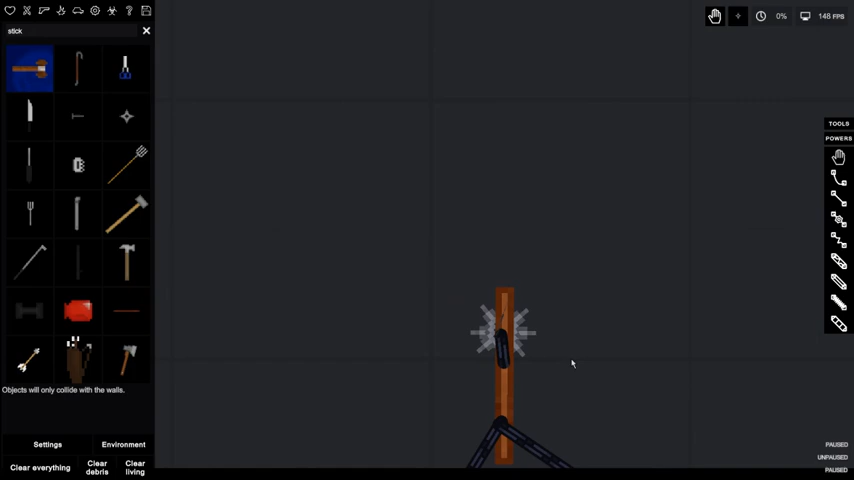 0%
148 FPS
stick
TOOLS
POWERS
Objects will only collide with the walls.
Settings
Environment
Clear everything
Clear debris
Clear living
PAUSED
UNPAUSED
PAUSED